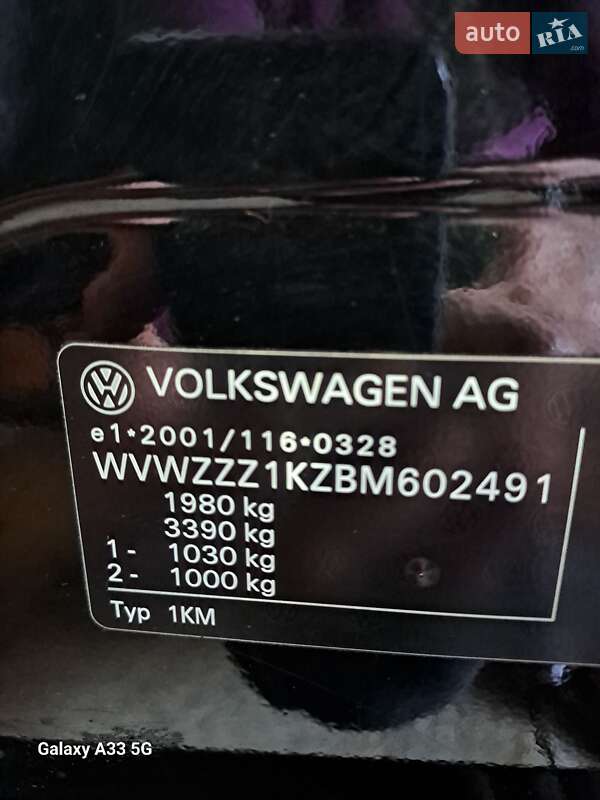 auto RIA
.com
VOLKSWAGEN AG
e1*2001/116*0328
WVWZZZ1KZBM602491
1980 kg
3390 kg
1 - 1030 kg
2 - 1000 kg
Typ 1KM
Galaxy A33 5G